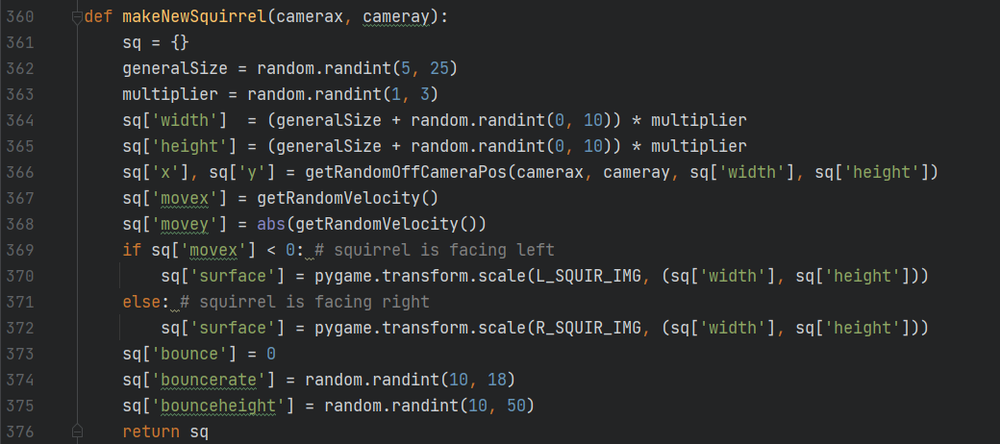 360 def makeNewSquirrel(camerax, cameray):
361     sq = {}
362     generalSize = random.randint(5, 25)
363     multiplier = random.randint(1, 3)
364     sq['width']  = (generalSize + random.randint(0, 10)) * multiplier
365     sq['height'] = (generalSize + random.randint(0, 10)) * multiplier
366     sq['x'], sq['y'] = getRandomOffCameraPos(camerax, cameray, sq['width'], sq['height'])
367     sq['movex'] = getRandomVelocity()
368     sq['movey'] = abs(getRandomVelocity())
369     if sq['movex'] < 0: # squirrel is facing left
370         sq['surface'] = pygame.transform.scale(L_SQUIR_IMG, (sq['width'], sq['height']))
371     else: # squirrel is facing right
372         sq['surface'] = pygame.transform.scale(R_SQUIR_IMG, (sq['width'], sq['height']))
373     sq['bounce'] = 0
374     sq['bouncerate'] = random.randint(10, 18)
375     sq['bounceheight'] = random.randint(10, 50)
376     return sq